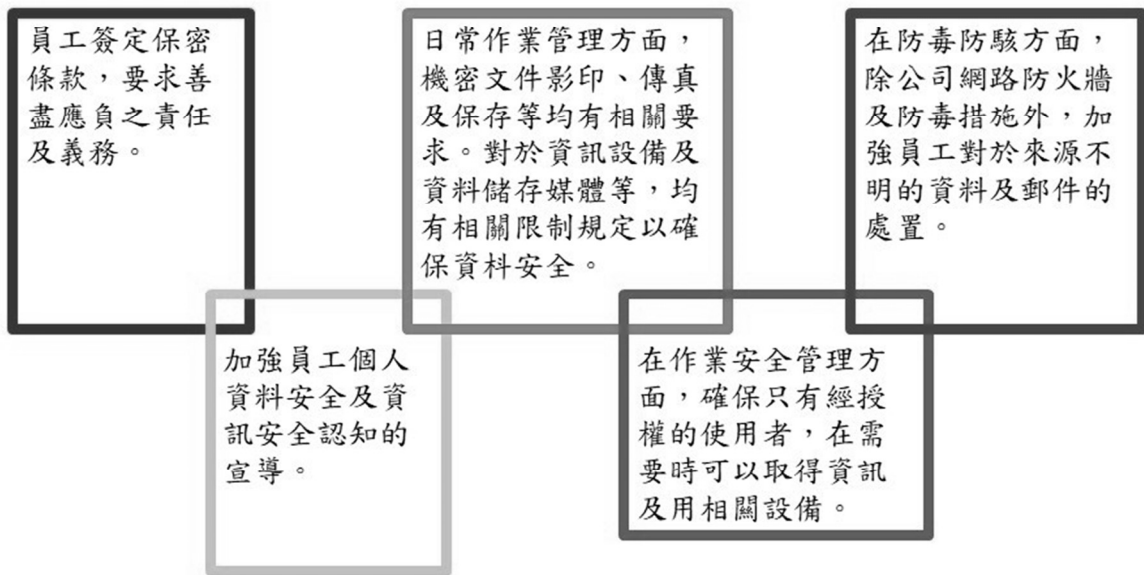 員工簽定保密
條款，要求善
盡應負之責任
及義務。
加強員工個人
資料安全及資
訊安全認知的
宣導。
日常作業管理方面，
機密文件影印、傳真
及保存等均有相關要
求。對於資訊設備及
資料儲存媒體等，均
有相關限制規定以確
保資料安全。
在作業安全管理方
面，確保只有經授
權的使用者，在需
要時可以取得資訊
及用相關設備。
在防毒防駭方面，
除公司網路防火牆
及防毒措施外，加
強員工對於來源不
明的資料及郵件的
處置。